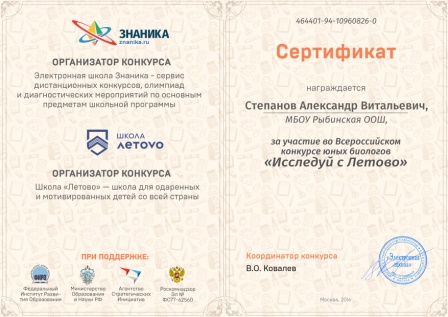 ЗНАНИКА
znanika.ru
ОРГАНИЗАТОР КОНКУРСА
Электронная школа Знаника - сервис
дистанционных конкурсов, олимпиад
и диагностических мероприятий по основным
предметам школьной программы
ШКОЛА
ЛЕТОVО
ОРГАНИЗАТОР КОНКУРСА
Школа «Летово» — школа для одаренных
и мотивированных детей со всей страны
ПРИ ПОДДЕРЖКЕ:
Федеральный
Институт Разви-
тия Образования
Министерство
Образования
и Науки РФ
Агентство
Стратегических
Инициатив
Роскомнадзор
Эл №
ФС77-62560
464401-94-10960826-0
Сертификат
награждается
Степанов Александр Витальевич,
МБОУ Рыбинская ООШ,
за участие во Всероссийском
конкурсе юных биологов
«Исследуй с Летово»
Координатор конкурса
В.О. Ковалев
«Электронная
школа»
Москва, 2016